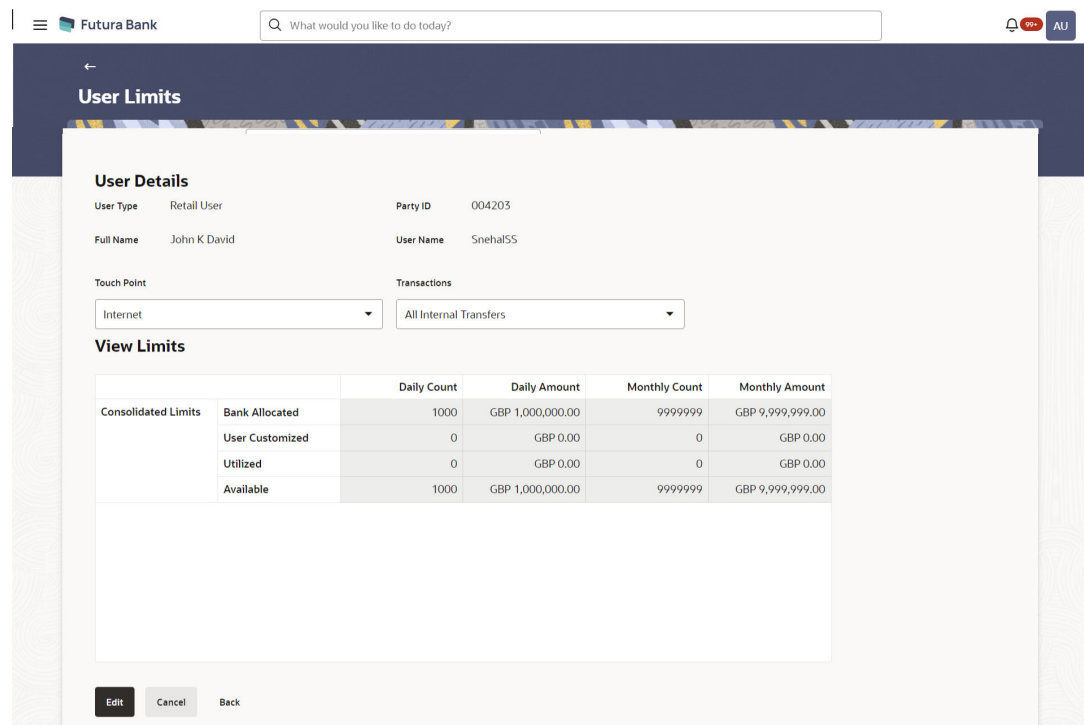 Futura Bank What would you like to do today? 99+ AU
User Limits
User Details
User Type Retail User Party ID 004203
Full Name John K David User Name SnehalSS
Touch Point Transactions
Internet All Internal Transfers
View Limits
Daily Count Daily Amount Monthly Count Monthly Amount
Consolidated Limits Bank Allocated 1000 GBP 1,000,000.00 9999999 GBP 9,999,999.00
User Customized 0 GBP 0.00 0 GBP 0.00
Utilized 0 GBP 0.00 0 GBP 0.00
Available 1000 GBP 1,000,000.00 9999999 GBP 9,999,999.00
Edit Cancel Back